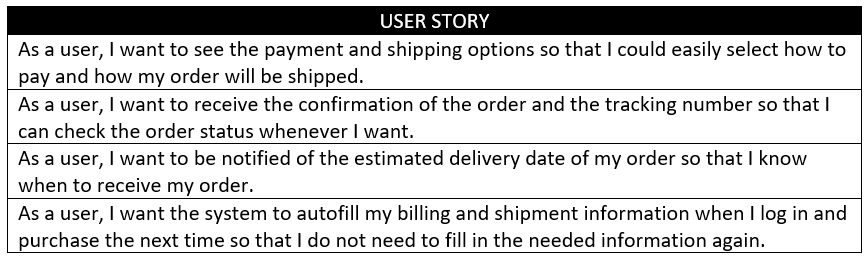 USER STORY
As a user, I want to see the payment and shipping options so that I could easily select how to
pay and how my order will be shipped.
As a user, I want to receive the confirmation of the order and the tracking number so that I
can check the order status whenever I want.
As a user, I want to be notified of the estimated delivery date of my order so that I know
when to receive my order.
As a user, I want the system to autofill my billing and shipment information when I log in and
purchase the next time so that I do not need to fill in the needed information again.